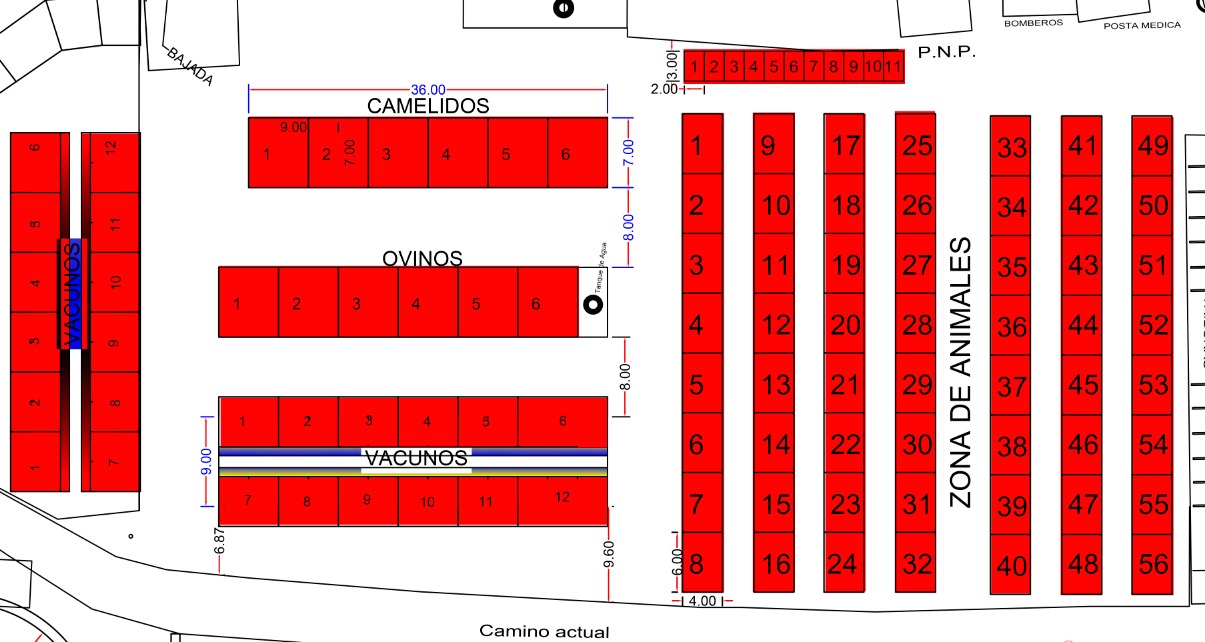 BOMBEROS
POSTA MEDICA
BAJADA
P.N.P.
3.00
1 2 3 4 5 6 7 8 9 10 11
2.00
36.00
CAMELIDOS
9.00
7.00
1 2 3 4 5 6
7.00
8.00
OVINOS
1 2 3 4 5 6
Tanque de Agua
8.00
1 2 3 4 5 6
VACUNOS
7 8 9 10 11 12
9.00
6.87
9.60
6 5 4 3 2 1
VACUNOS
12 11 10 9 8 7
1 9 17 25 33 41 49
2 10 18 26 34 42 50
3 11 19 27 35 43 51
4 12 20 28 36 44 52
5 13 21 29 37 45 53
6 14 22 30 38 46 54
7 15 23 31 39 47 55
8 16 24 32 40 48 56
ZONA DE ANIMALES
6.00
4.00
Camino actual